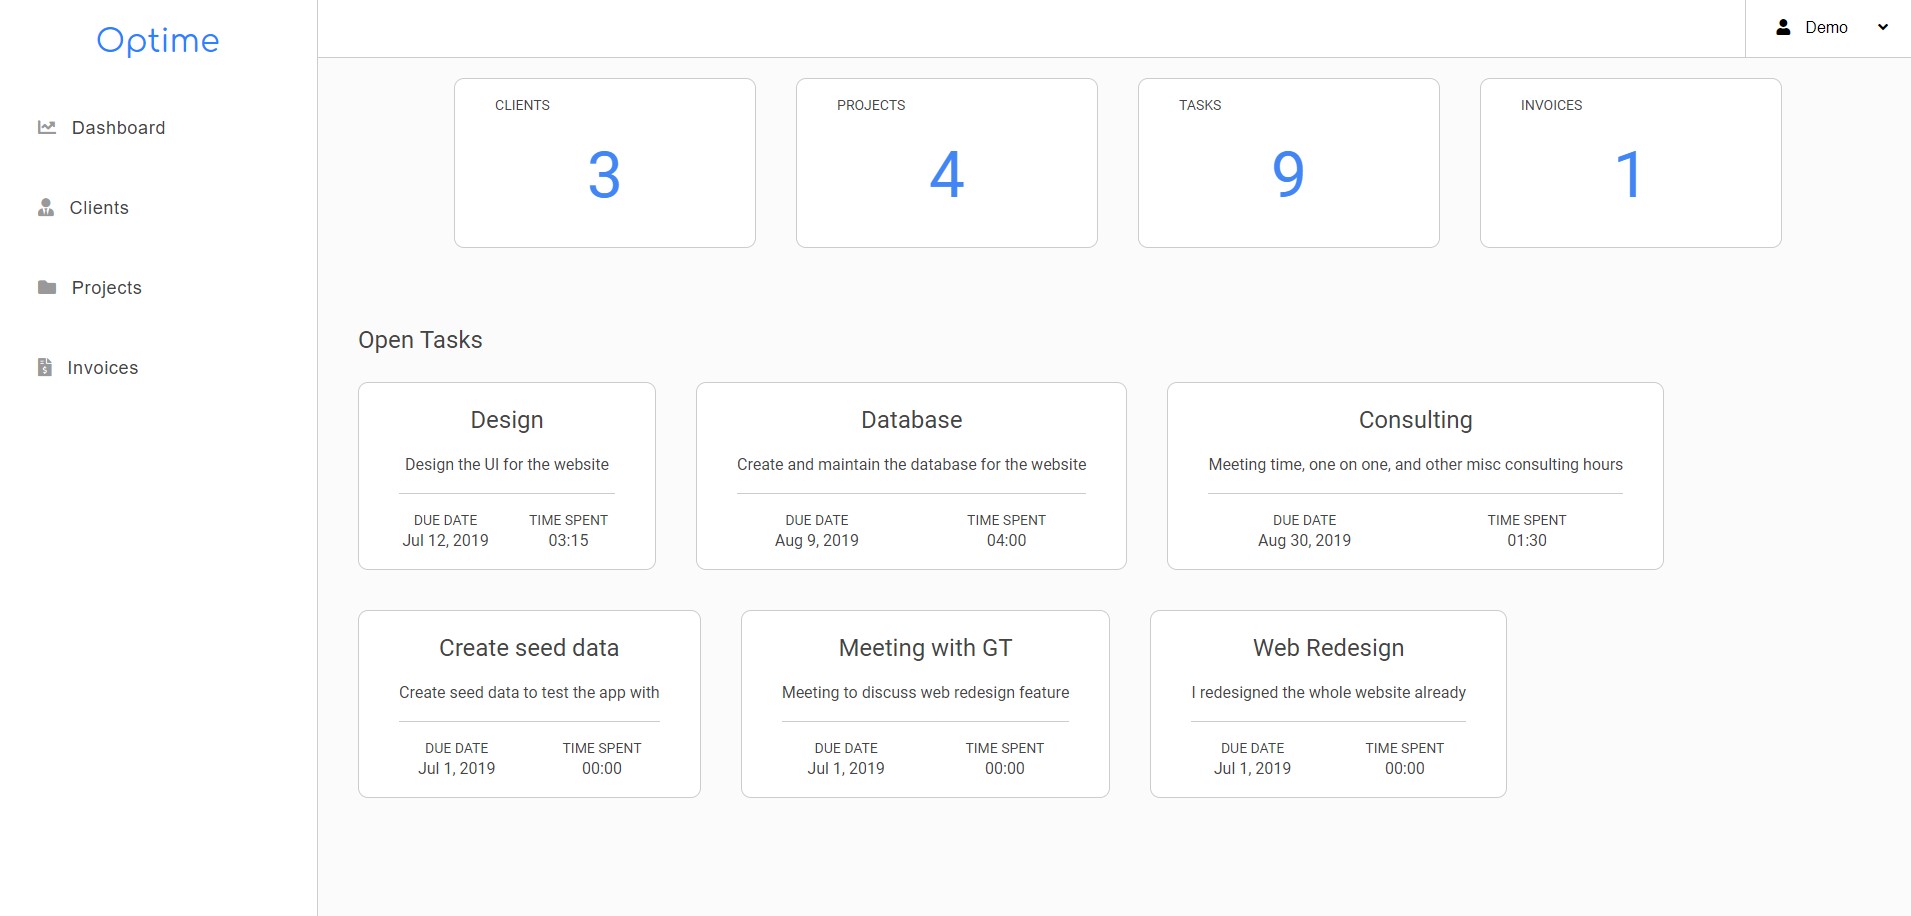 Optime
Demo
Dashboard
Clients
Projects
Invoices
CLIENTS
3
PROJECTS
4
TASKS
9
INVOICES
1
Open Tasks
Design
Design the UI for the website
DUE DATE TIME SPENT
Jul 12, 2019 03:15
Database
Create and maintain the database for the website
DUE DATE TIME SPENT
Aug 9, 2019 04:00
Consulting
Meeting time, one on one, and other misc consulting hours
DUE DATE TIME SPENT
Aug 30, 2019 01:30
Create seed data
Create seed data to test the app with
DUE DATE TIME SPENT
Jul 1, 2019 00:00
Meeting with GT
Meeting to discuss web redesign feature
DUE DATE TIME SPENT
Jul 1, 2019 00:00
Web Redesign
I redesigned the whole website already
DUE DATE TIME SPENT
Jul 1, 2019 00:00